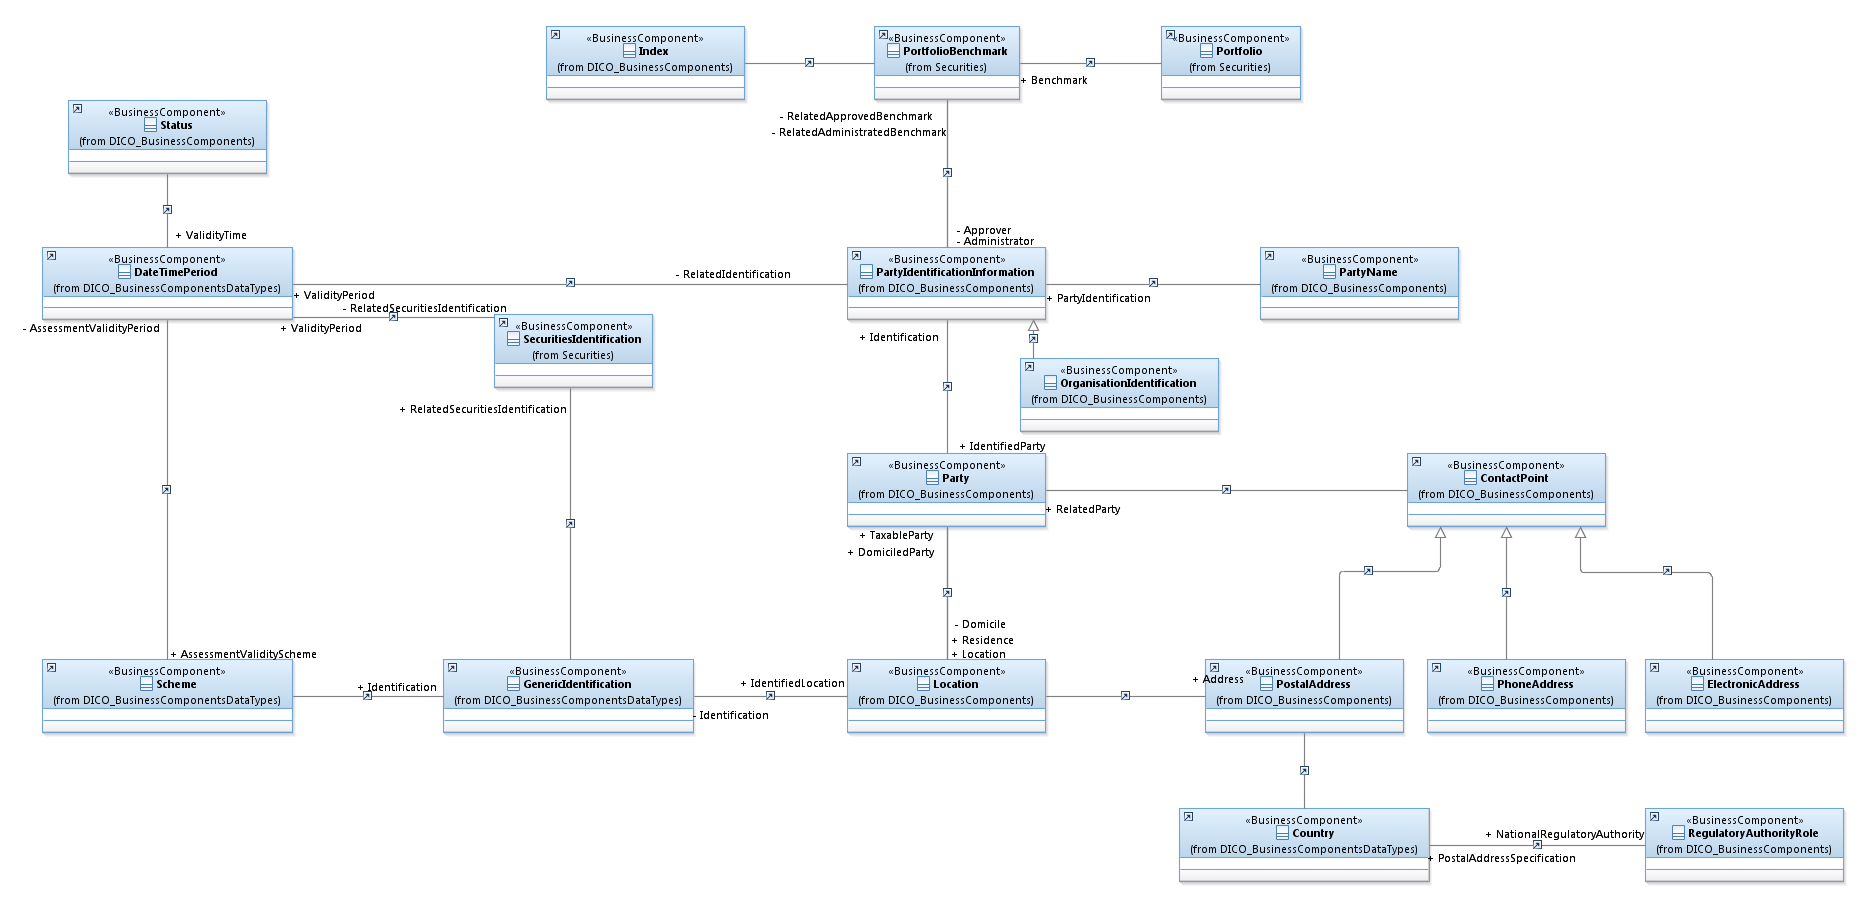 «BusinessComponent»
Index
(from DICO_BusinessComponents)
«BusinessComponent»
PortfolioBenchmark
(from Securities)
+ Benchmark
«BusinessComponent»
Portfolio
(from Securities)
- RelatedApprovedBenchmark
- RelatedAdministratedBenchmark
«BusinessComponent»
Status
(from DICO_BusinessComponents)
+ ValidityTime
- Approver
- Administrator
«BusinessComponent»
DateTimePeriod
(from DICO_BusinessComponentsDataTypes)
- RelatedIdentification
+ ValidityPeriod
- RelatedSecuritiesIdentification
- AssessmentValidityPeriod
+ ValidityPeriod
«BusinessComponent»
PartyIdentificationInformation
(from DICO_BusinessComponents)
+ PartyIdentification
«BusinessComponent»
PartyName
(from DICO_BusinessComponents)
«BusinessComponent»
SecuritiesIdentification
(from Securities)
+ Identification
«BusinessComponent»
OrganisationIdentification
(from DICO_BusinessComponents)
+ RelatedSecuritiesIdentification
+ IdentifiedParty
«BusinessComponent»
Party
(from DICO_BusinessComponents)
+ RelatedParty
«BusinessComponent»
ContactPoint
(from DICO_BusinessComponents)
+ TaxableParty
+ DomiciledParty
- Domicile
+ Residence
+ Location
+ AssessmentValidityScheme
«BusinessComponent»
Scheme
(from DICO_BusinessComponentsDataTypes)
+ Identification
«BusinessComponent»
GenericIdentification
(from DICO_BusinessComponentsDataTypes)
+ IdentifiedLocation
- Identification
«BusinessComponent»
Location
(from DICO_BusinessComponents)
+ Address
«BusinessComponent»
PostalAddress
(from DICO_BusinessComponents)
«BusinessComponent»
PhoneAddress
(from DICO_BusinessComponents)
«BusinessComponent»
ElectronicAddress
(from DICO_BusinessComponents)
«BusinessComponent»
Country
(from DICO_BusinessComponentsDataTypes)
+ NationalRegulatoryAuthority
+ PostalAddressSpecification
«BusinessComponent»
RegulatoryAuthorityRole
(from DICO_BusinessComponents)